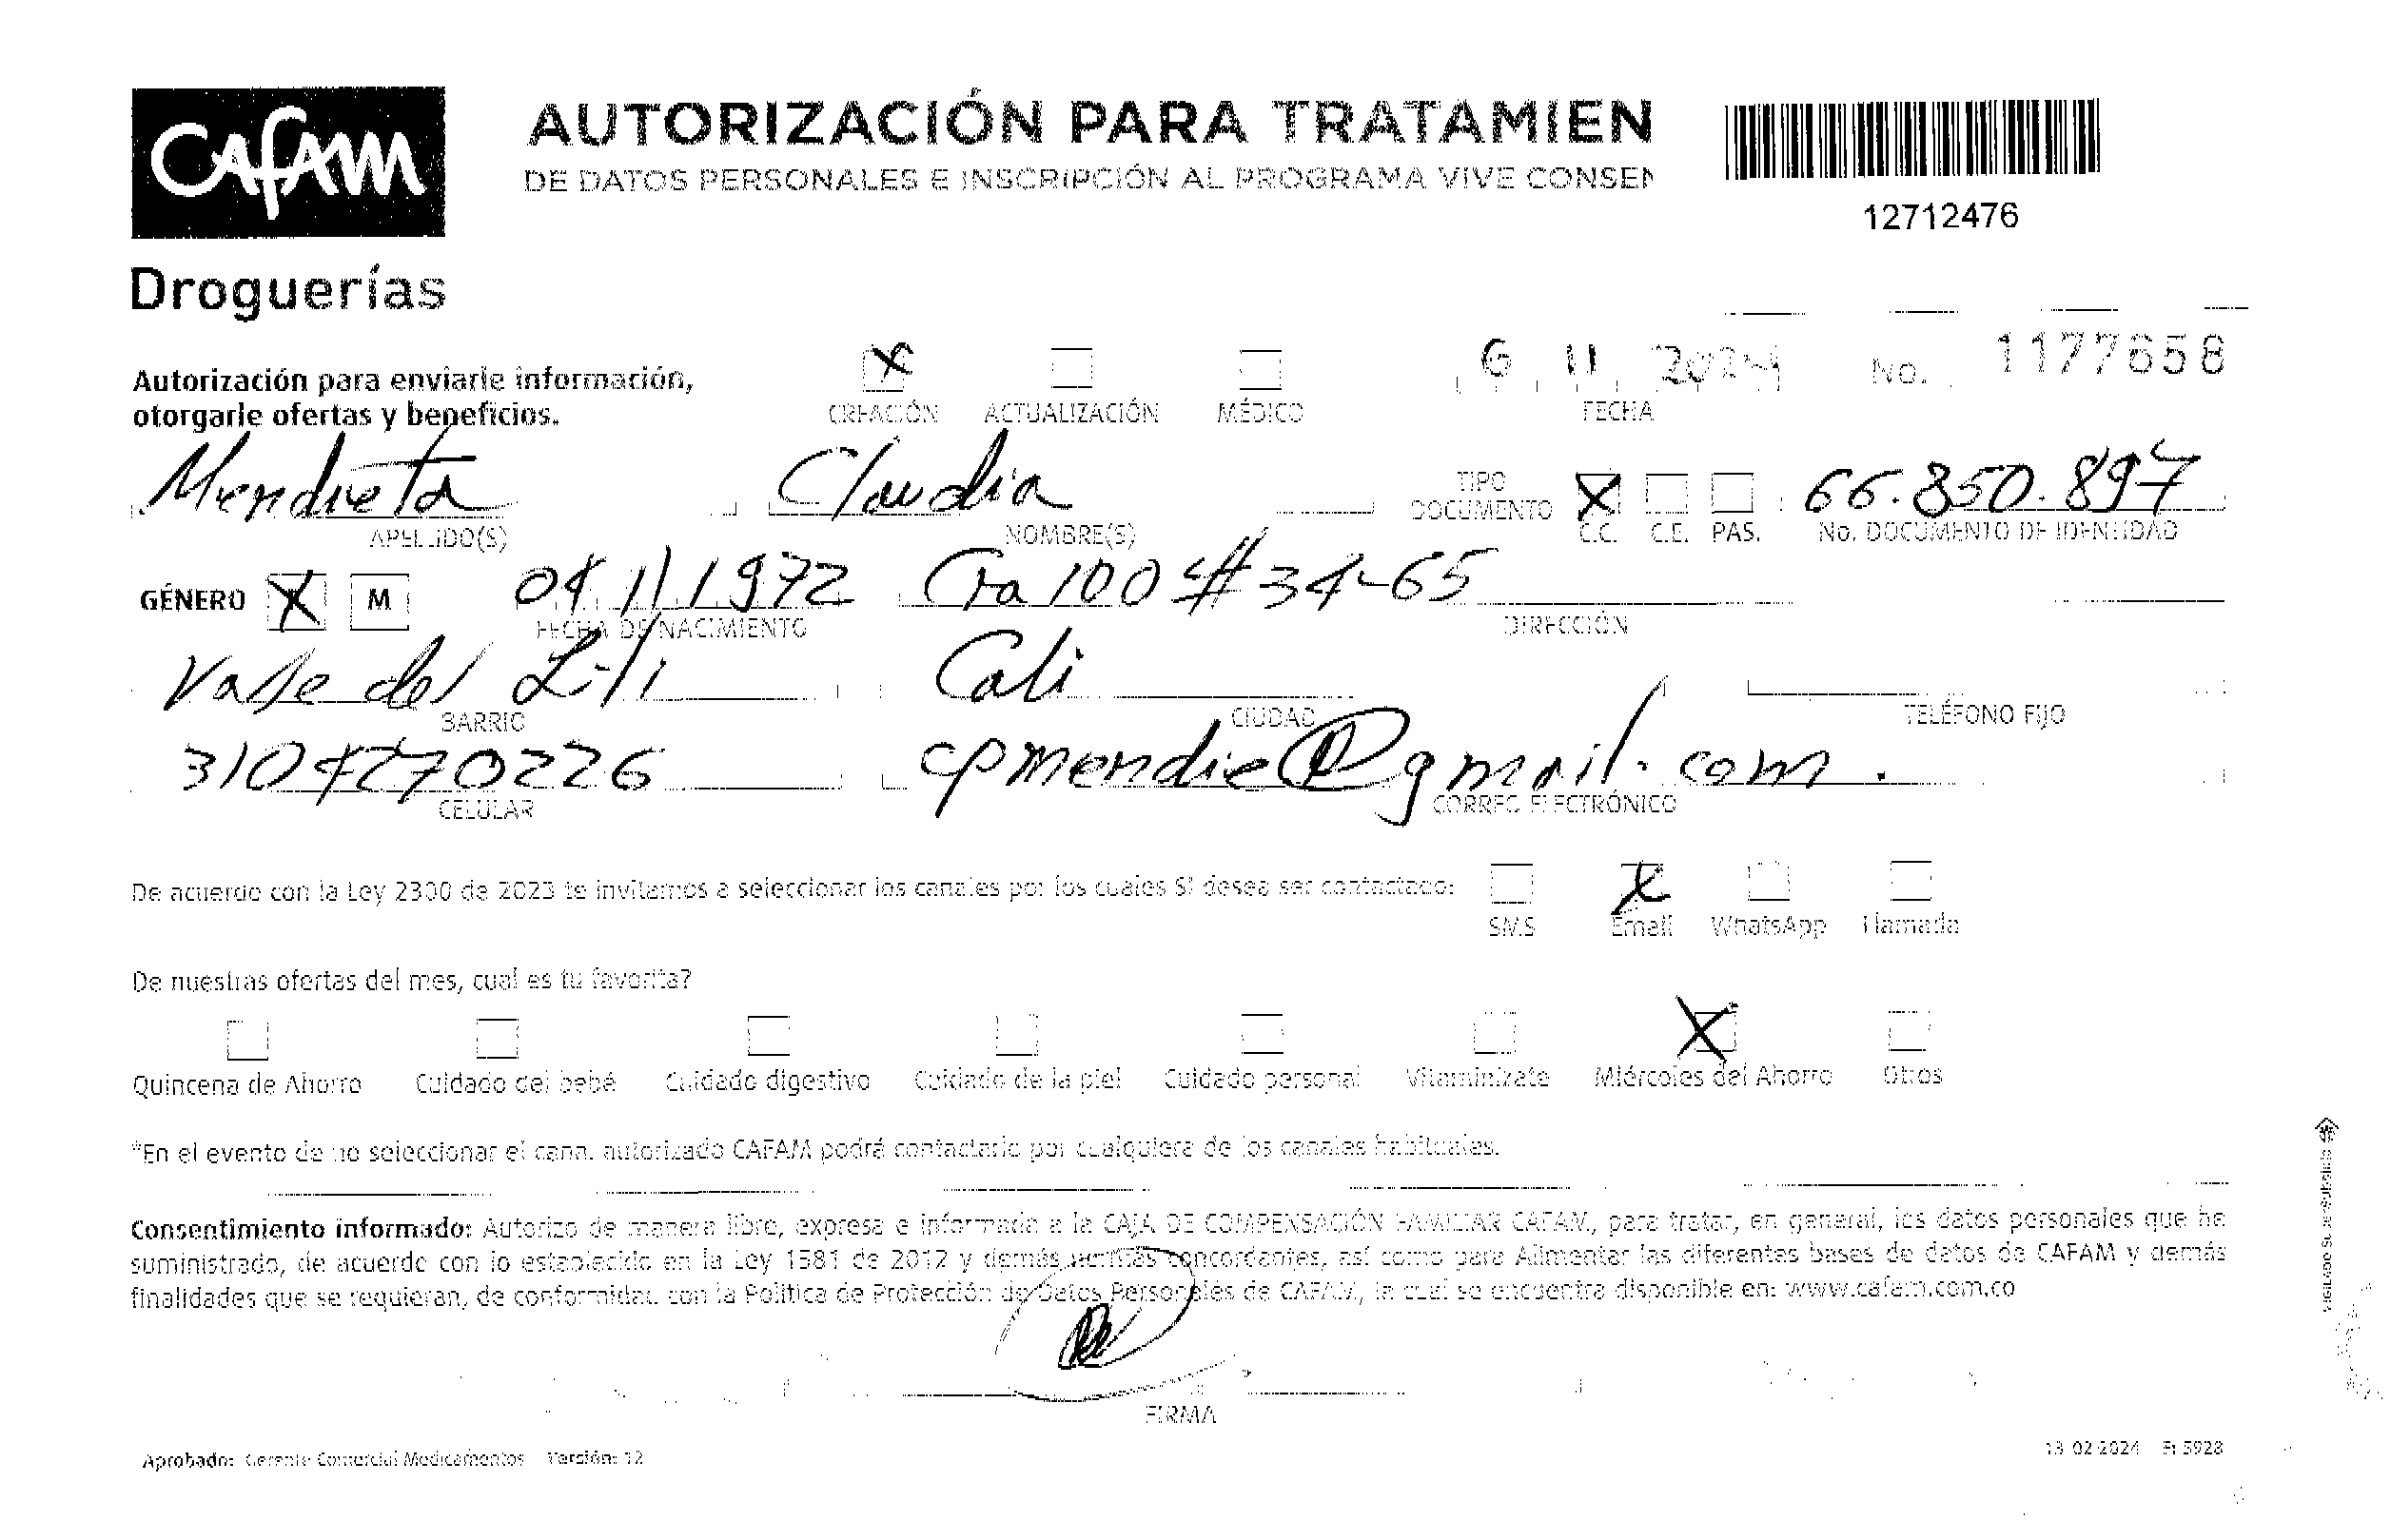 CAFAM
AUTORIZACIÓN PARA TRATAMIEN
DE DATOS PERSONALES E INSCRIPCIÓN AL PROGRAMA VIVE CONSEN
12712476
Droguerías
Autorización para enviarle información,
otorgarle ofertas y beneficios.
CREACIÓN X ACTUALIZACIÓN MÉDICO
6 11 2024 FECHA
No. 1177658
Mendieta Claudia 66.850.897
APELLIDO(S) NOMBRE(S) TIPO DOCUMENTO X C.C. C.E. PAS. No. DOCUMENTO DE IDENTIDAD
GÉNERO X M 04 11 1972 Cra 100 # 34-65
FECHA DE NACIMIENTO DIRECCIÓN
Valle del Lili Cali
BARRIO CIUDAD TELÉFONO FIJO
3104270226 cpmendie@gmail.com.
CELULAR CORREO ELECTRÓNICO
De acuerdo con la Ley 2300 de 2023 te invitamos a seleccionar los canales por los cuales SI desea ser contactado:
SMS X Email WhatsApp Llamada
De nuestras ofertas del mes, cual es tu favorita?
Quincena de Ahorro Cuidado del bebé Cuidado digestivo Cuidado de la piel Cuidado personal Vitaminízate X Miércoles del Ahorro Otros
*En el evento de no seleccionar el canal autorizado CAFAM podrá contactarlo por cualquiera de los canales habituales.
Consentimiento informado: Autorizo de manera libre, expresa e informada a la CAJA DE COMPENSACIÓN FAMILIAR CAFAM, para tratar, en general, los datos personales que he
suministrado, de acuerdo con lo establecido en la Ley 1581 de 2012 y demás normas concordantes, así como para Alimentar las diferentes bases de datos de CAFAM y demás
finalidades que se requieran, de conformidad con la Política de Protección de Datos Personales de CAFAM, la cual se encuentra disponible en: www.cafam.com.co
FIRMA
Aprobado: Gerente Comercial Medicamentos Versión: 12
13-02-2024 F: 5928
VIGILADO SuperSubsidio